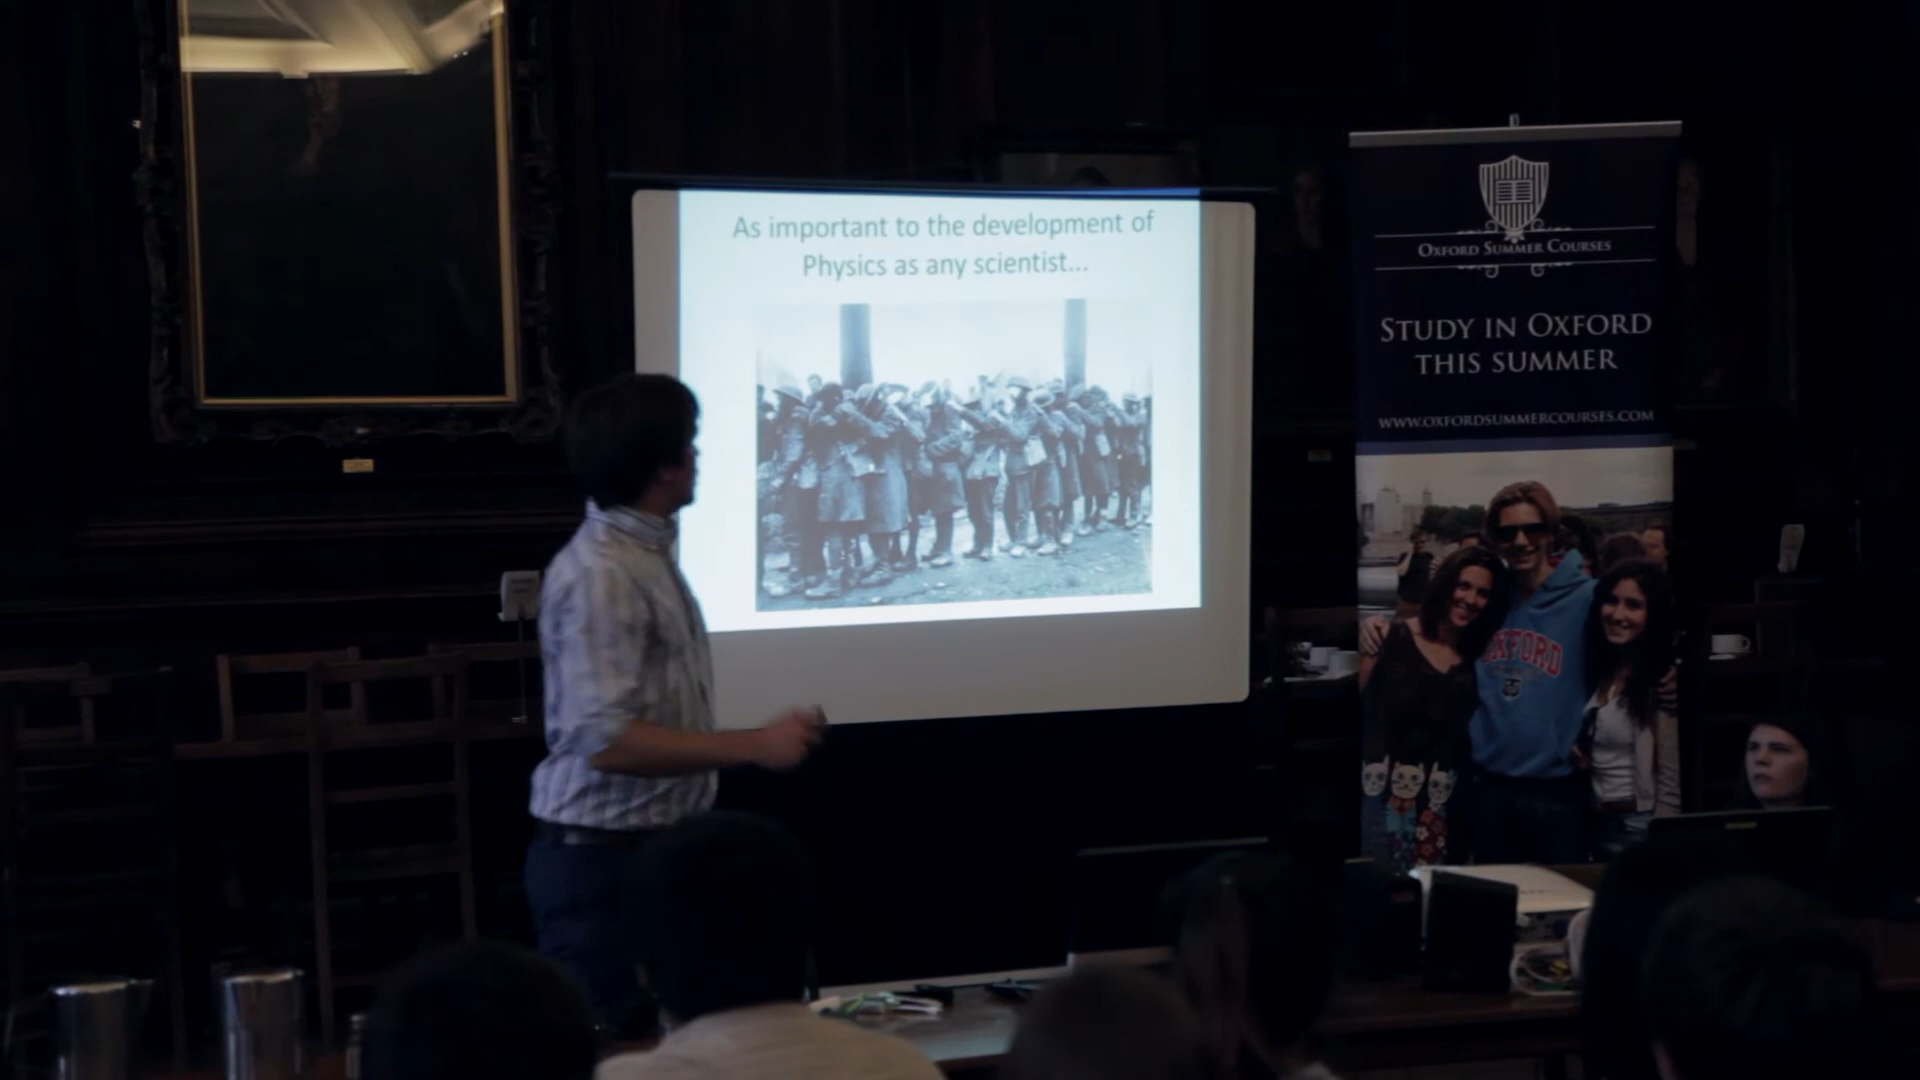 As important to the development of
Physics as any scientist...
OXFORD SUMMER COURSES
STUDY IN OXFORD
THIS SUMMER
WWW.OXFORDSUMMERCOURSES.COM
OXFORD